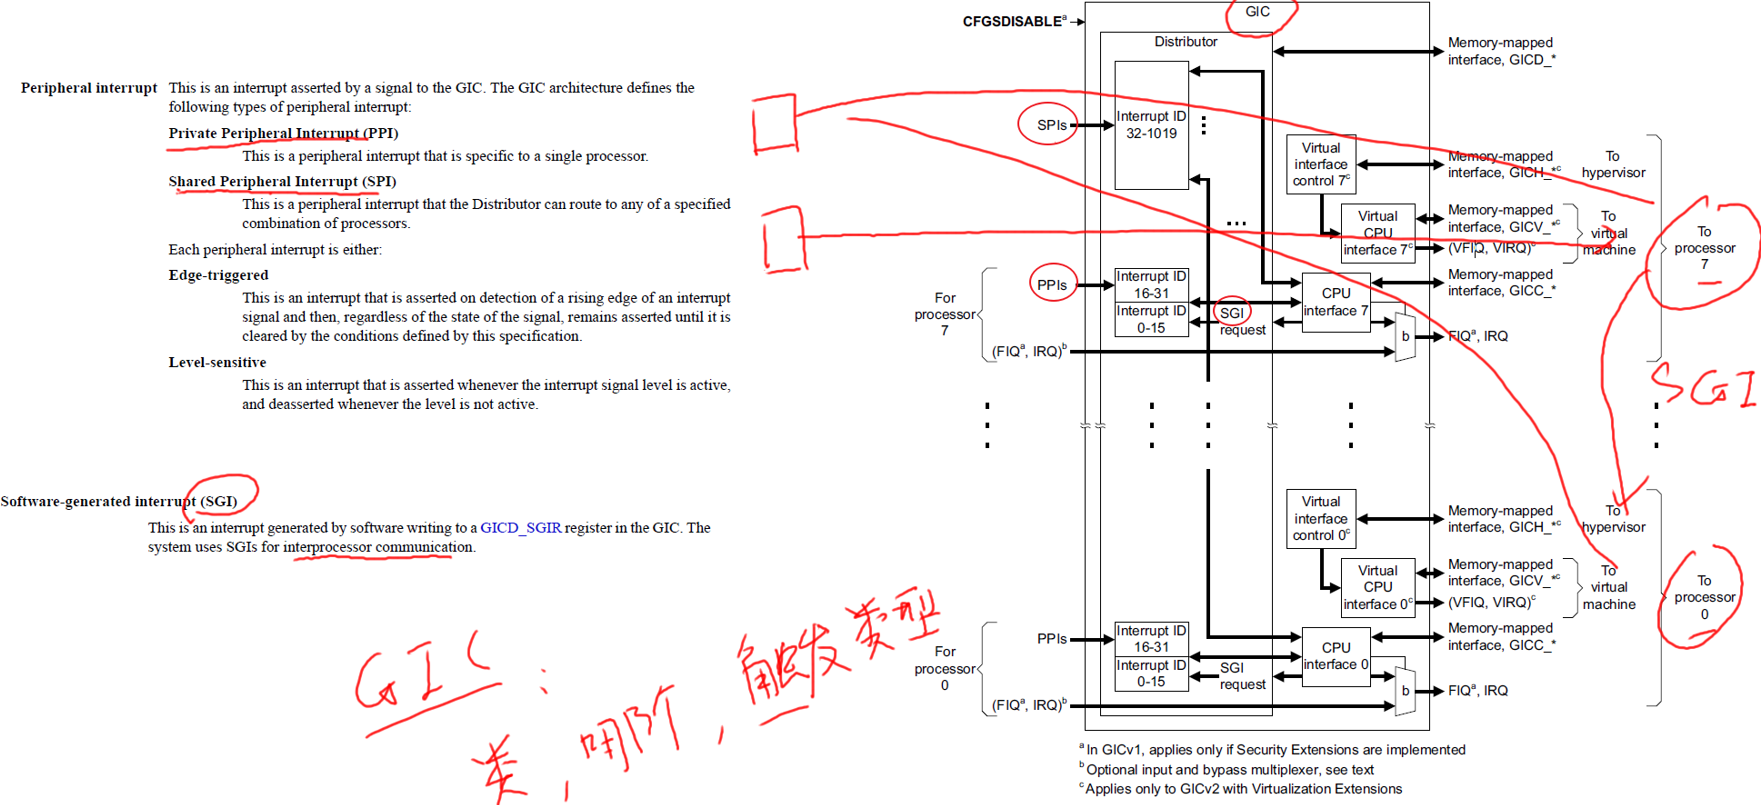 Peripheral interrupt This is an interrupt asserted by a signal to the GIC. The GIC architecture defines the
following types of peripheral interrupt:
Private Peripheral Interrupt (PPI)
This is a peripheral interrupt that is specific to a single processor.
Shared Peripheral Interrupt (SPI)
This is a peripheral interrupt that the Distributor can route to any of a specified
combination of processors.
Each peripheral interrupt is either:
Edge-triggered
This is an interrupt that is asserted on detection of a rising edge of an interrupt
signal and then, regardless of the state of the signal, remains asserted until it is
cleared by the conditions defined by this specification.
Level-sensitive
This is an interrupt that is asserted whenever the interrupt signal level is active,
and deasserted whenever the level is not active.
Software-generated interrupt (SGI)
This is an interrupt generated by software writing to a GICD_SGIR register in the GIC. The
system uses SGIs for interprocessor communication.
GIC:
类, 哪个, 触发类型
GIC
CFGSDISABLEa
Distributor
Memory-mapped
interface, GICD_*
SPIs
Interrupt ID
32-1019
Virtual
interface
control 7c
Memory-mapped
interface, GICH_*c
To
hypervisor
Virtual
CPU
interface 7c
Memory-mapped
interface, GICV_*c
(VFIQ, VIRQ)c
To
virtual
machine
To
processor
7
For
processor
7
PPIs
Interrupt ID
16-31
Interrupt ID
0-15
SGI
request
CPU
interface 7
Memory-mapped
interface, GICC_*
(FIQa, IRQ)b
b
FIQa, IRQ
SGI
Virtual
interface
control 0c
Memory-mapped
interface, GICH_*c
To
hypervisor
Virtual
CPU
interface 0c
Memory-mapped
interface, GICV_*c
(VFIQ, VIRQ)c
To
virtual
machine
To
processor
0
For
processor
0
PPIs
Interrupt ID
16-31
Interrupt ID
0-15
SGI
request
CPU
interface 0
Memory-mapped
interface, GICC_*
(FIQa, IRQ)b
b
FIQa, IRQ
a In GICv1, applies only if Security Extensions are implemented
b Optional input and bypass multiplexer, see text
c Applies only to GICv2 with Virtualization Extensions